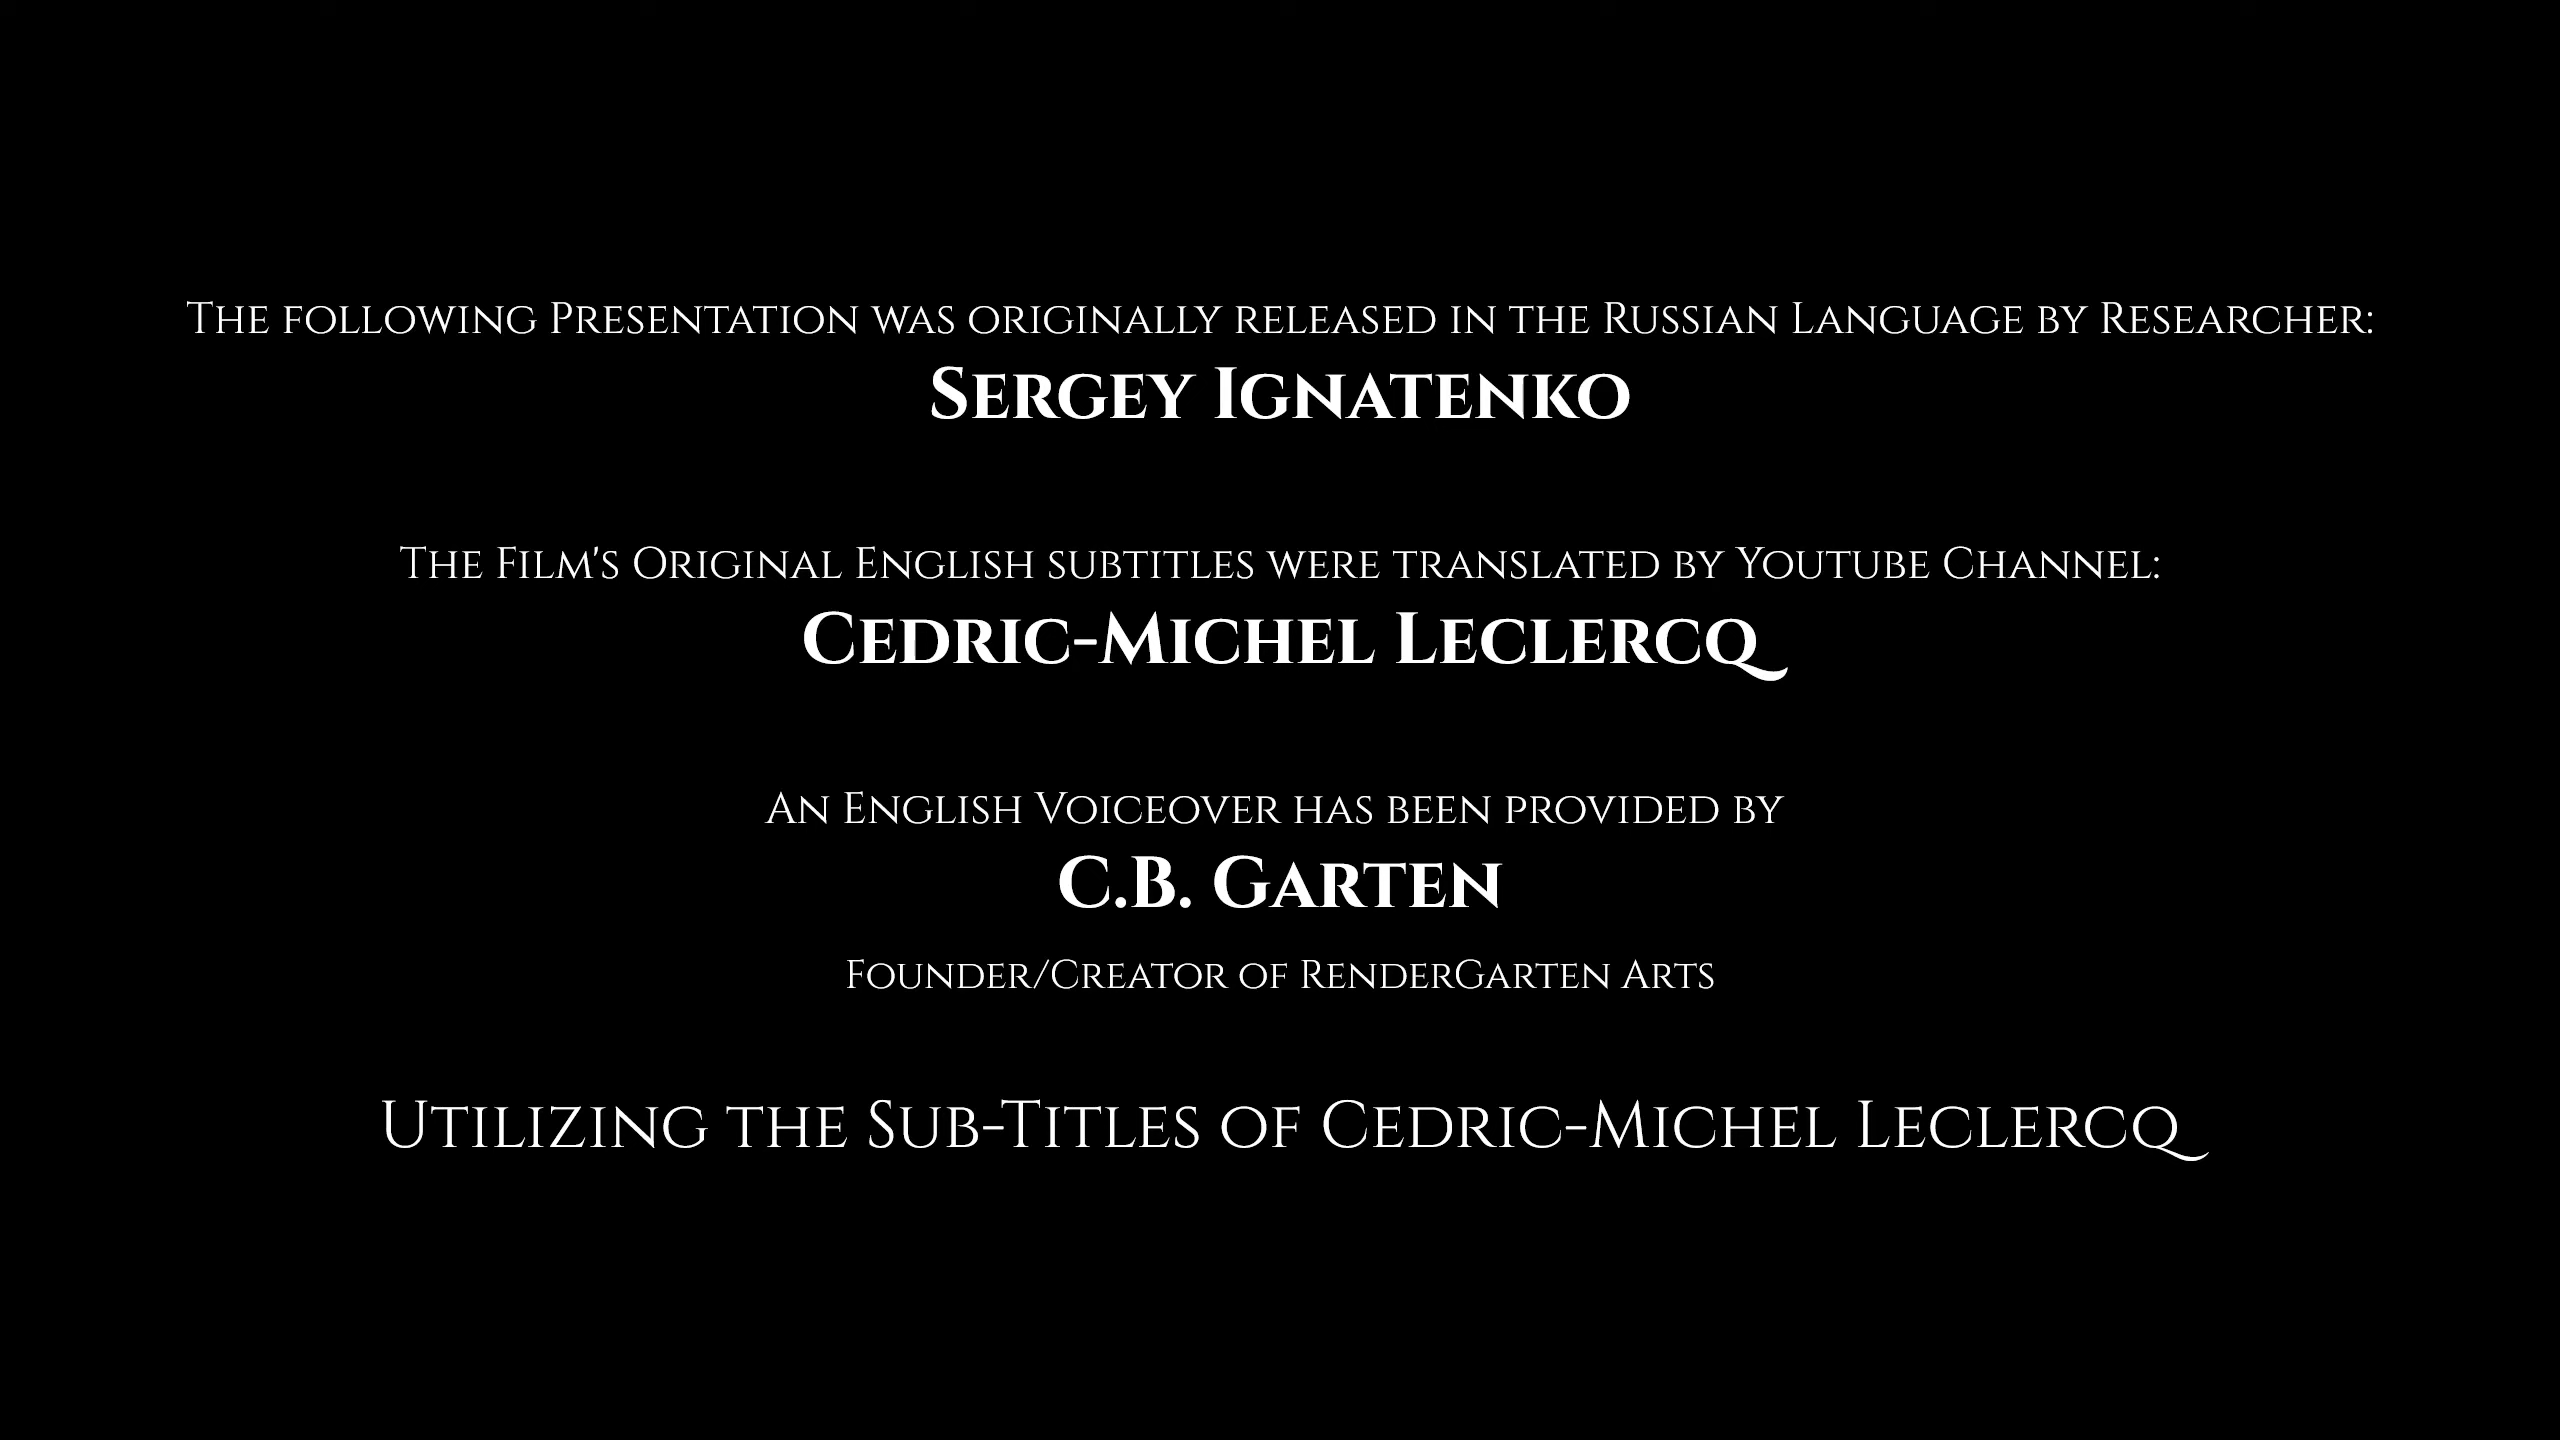 The following Presentation was originally released in the Russian Language by Researcher:
Sergey Ignatenko
The Film's Original English subtitles were translated by Youtube Channel:
Cedric-Michel Leclercq
An English Voiceover has been provided by
C.B. Garten
Founder/Creator of RenderGarten Arts
Utilizing the Sub-Titles of Cedric-Michel Leclercq